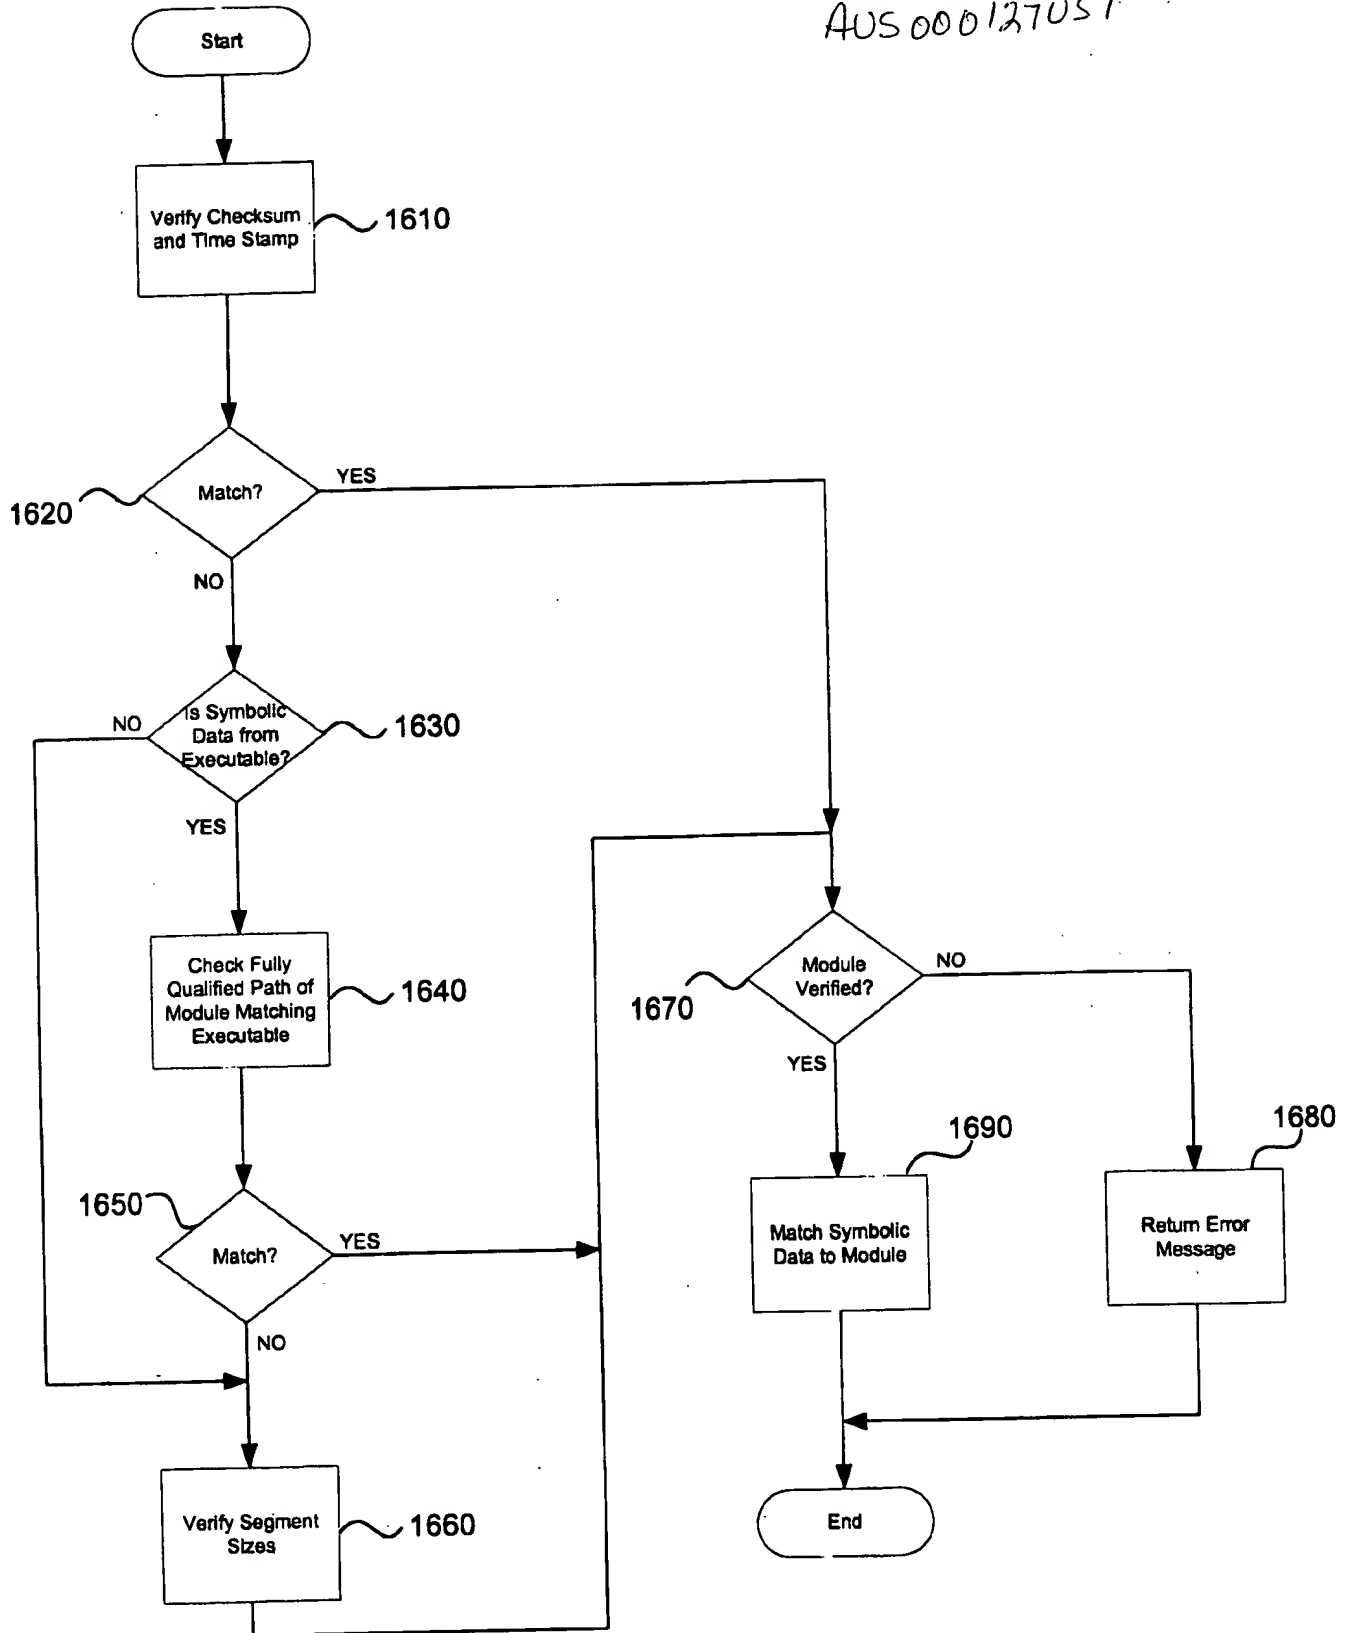 AUS000127US1
Start
Verify Checksum
and Time Stamp
1610
Match?
YES
1620
NO
Is Symbolic
Data from
Executable?
NO
1630
YES
Check Fully
Qualified Path of
Module Matching
Executable
1640
Module
Verified?
NO
1670
YES
1650
Match?
YES
NO
1690
1680
Match Symbolic
Data to Module
Return Error
Message
Verify Segment
Sizes
1660
End